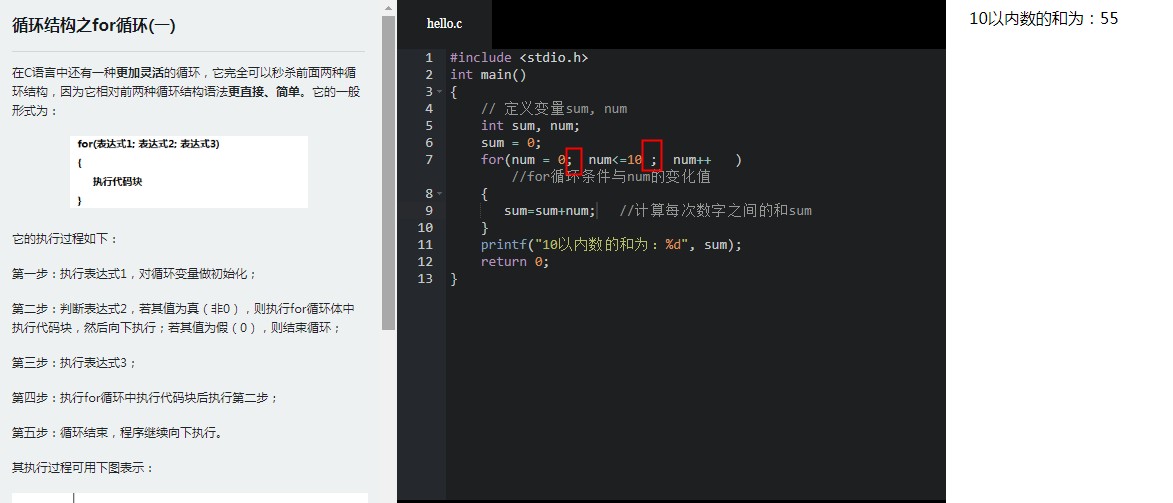 循环结构之for循环(一)
在C语言中还有一种更加灵活的循环，它完全可以秒杀前面两种循
环结构，因为它相对前两种循环结构语法更直接、简单。它的一般
形式为：
for(表达式1; 表达式2; 表达式3)
{
执行代码块
}
它的执行过程如下：
第一步：执行表达式1，对循环变量做初始化；
第二步：判断表达式2，若其值为真（非0），则执行for循环体中
执行代码块，然后向下执行；若其值为假（0），则结束循环；
第三步：执行表达式3；
第四步：执行for循环中执行代码块后执行第二步；
第五步：循环结束，程序继续向下执行。
其执行过程可用下图表示：
hello.c
1 #include <stdio.h>
2 int main()
3 {
4 // 定义变量sum, num
5 int sum, num;
6 sum = 0;
7 for(num = 0; num<=10 ; num++ )
//for循环条件与num的变化值
8 {
9 sum=sum+num; //计算每次数字之间的和sum
10 }
11 printf("10以内数的和为：%d", sum);
12 return 0;
13 }
10以内数的和为：55